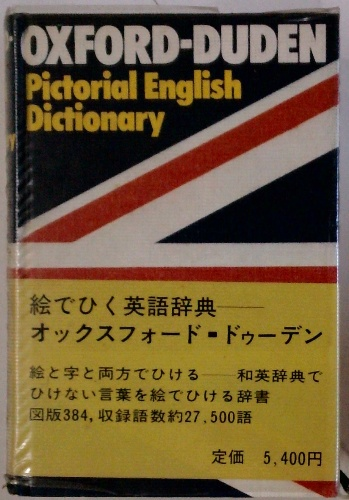 OXFORD-DUDEN
Pictorial English
Dictionary
絵でひく英語辞典——
オックスフォード=ドゥーデン
絵と字と両方でひける——和英辞典で
ひけない言葉を絵でひける辞書
図版384,収録語数約27,500語
定価 5,400円